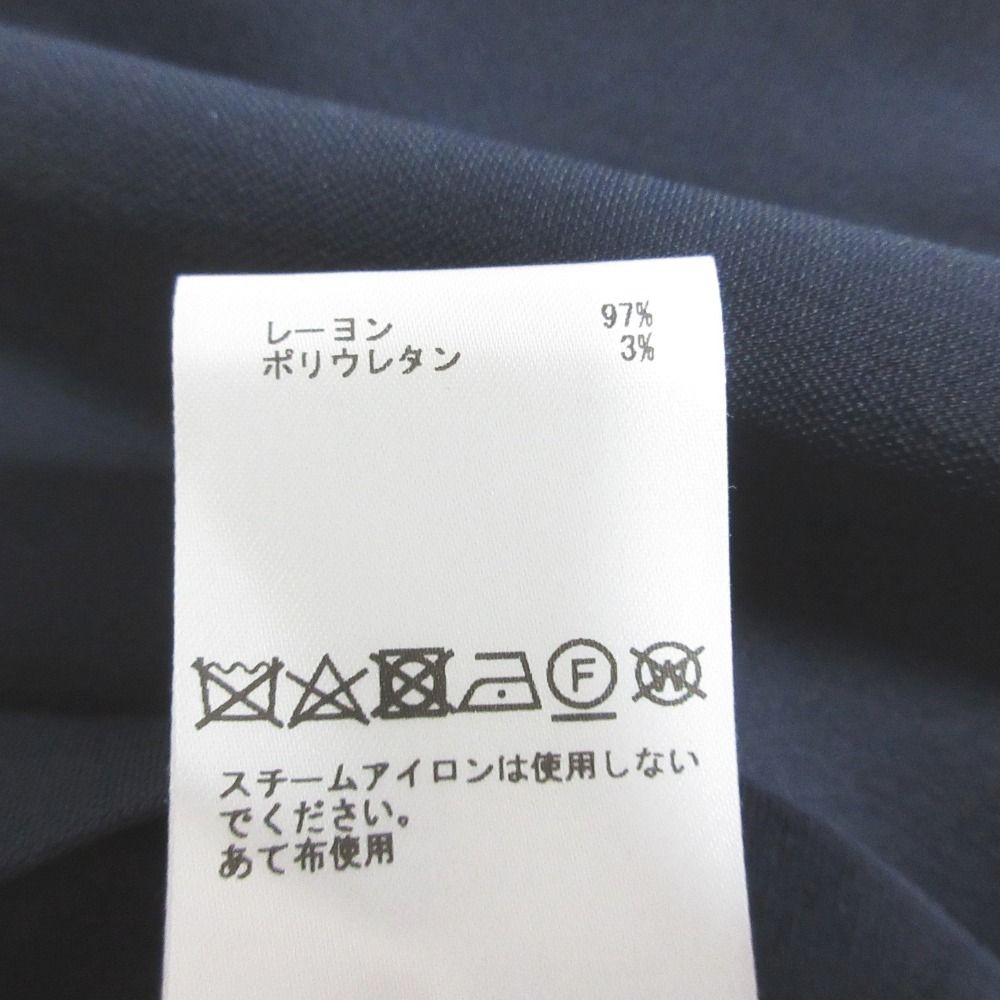 レーヨン 97%
ポリウレタン 3%
F W
スチームアイロンは使用しない
でください。
あて布使用